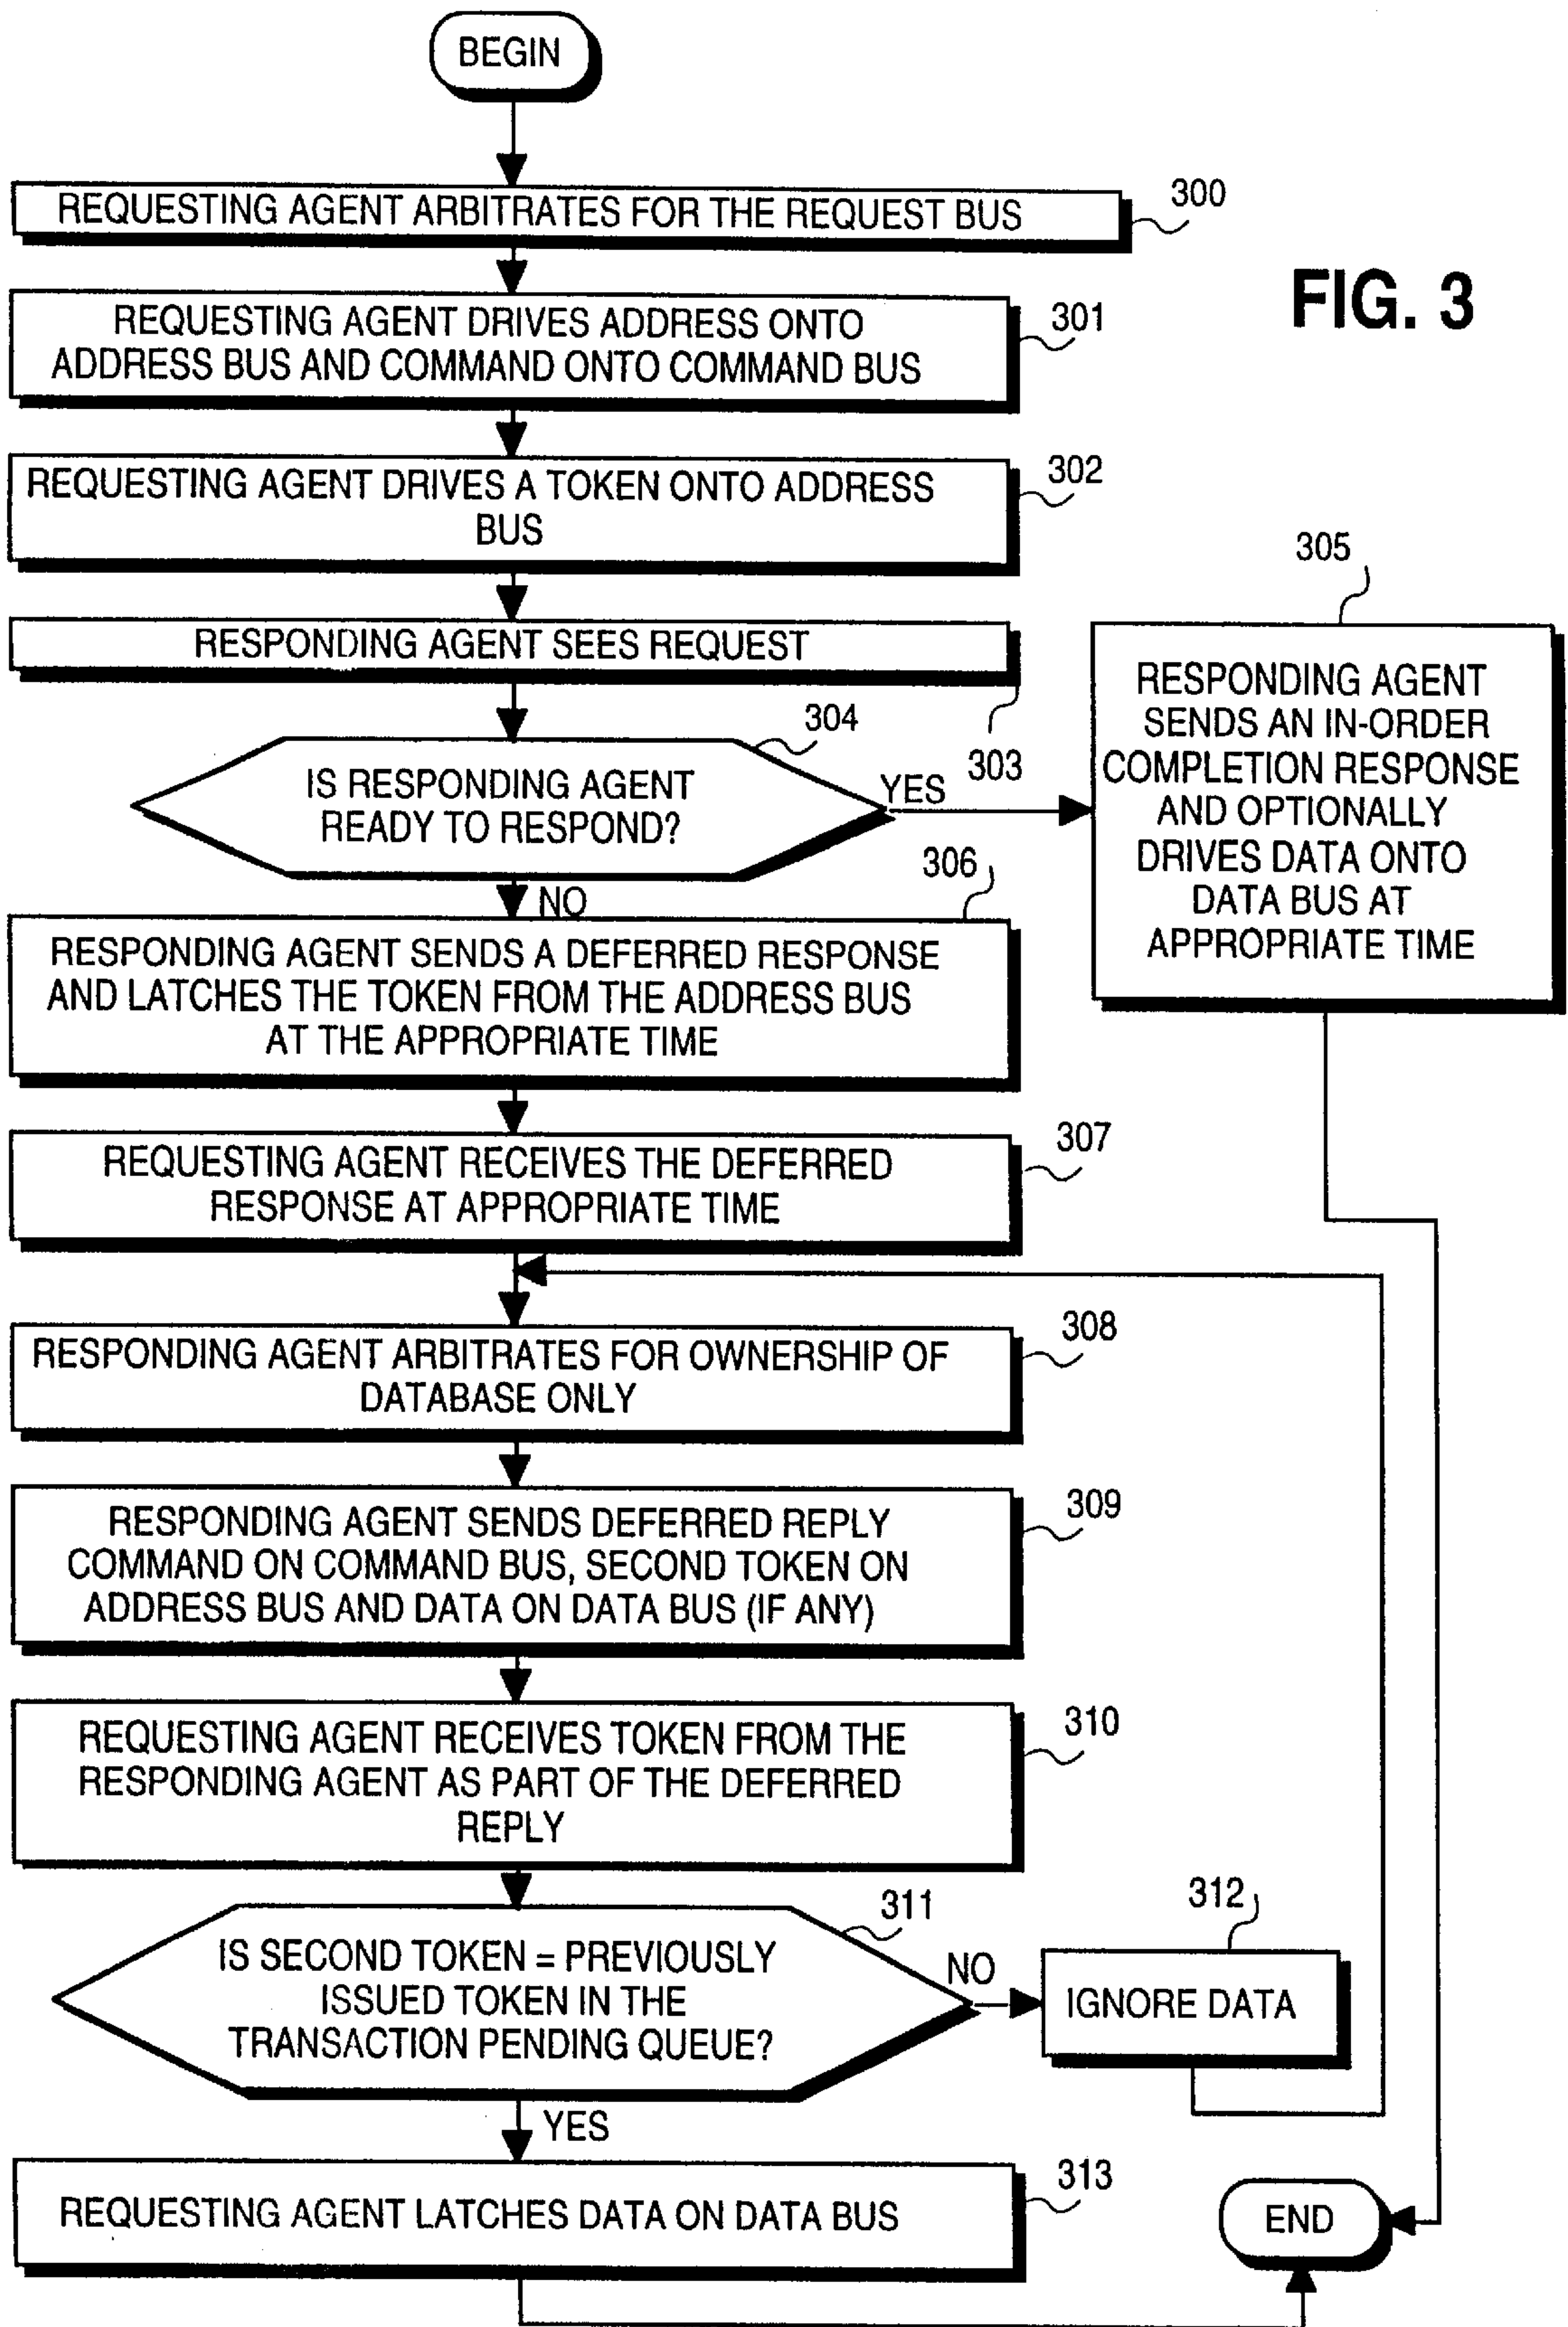 BEGIN
REQUESTING AGENT ARBITRATES FOR THE REQUEST BUS
300
FIG. 3
REQUESTING AGENT DRIVES ADDRESS ONTO
ADDRESS BUS AND COMMAND ONTO COMMAND BUS
301
REQUESTING AGENT DRIVES A TOKEN ONTO ADDRESS
BUS
302
RESPONDING AGENT SEES REQUEST
303
304
IS RESPONDING AGENT
READY TO RESPOND?
YES
305
RESPONDING AGENT
SENDS AN IN-ORDER
COMPLETION RESPONSE
AND OPTIONALLY
DRIVES DATA ONTO
DATA BUS AT
APPROPRIATE TIME
NO
306
RESPONDING AGENT SENDS A DEFERRED RESPONSE
AND LATCHES THE TOKEN FROM THE ADDRESS BUS
AT THE APPROPRIATE TIME
REQUESTING AGENT RECEIVES THE DEFERRED
RESPONSE AT APPROPRIATE TIME
307
RESPONDING AGENT ARBITRATES FOR OWNERSHIP OF
DATABASE ONLY
308
RESPONDING AGENT SENDS DEFERRED REPLY
COMMAND ON COMMAND BUS, SECOND TOKEN ON
ADDRESS BUS AND DATA ON DATA BUS (IF ANY)
309
REQUESTING AGENT RECEIVES TOKEN FROM THE
RESPONDING AGENT AS PART OF THE DEFERRED
REPLY
310
311
IS SECOND TOKEN = PREVIOUSLY
ISSUED TOKEN IN THE
TRANSACTION PENDING QUEUE?
NO
312
IGNORE DATA
YES
REQUESTING AGENT LATCHES DATA ON DATA BUS
313
END